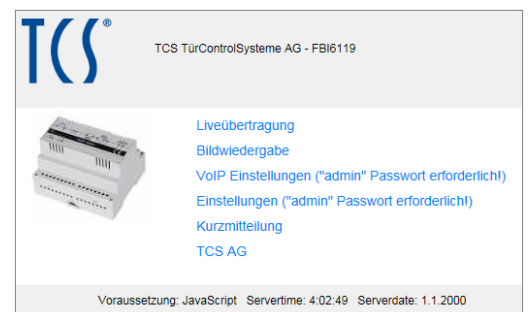 TCS®
TCS TürControlSysteme AG - FBI6119
Liveübertragung
Bildwiedergabe
VoIP Einstellungen ("admin" Passwort erforderlich!)
Einstellungen ("admin" Passwort erforderlich!)
Kurzmitteilung
TCS AG
Voraussetzung: JavaScript Servertime: 4:02:49 Serverdate: 1.1.2000